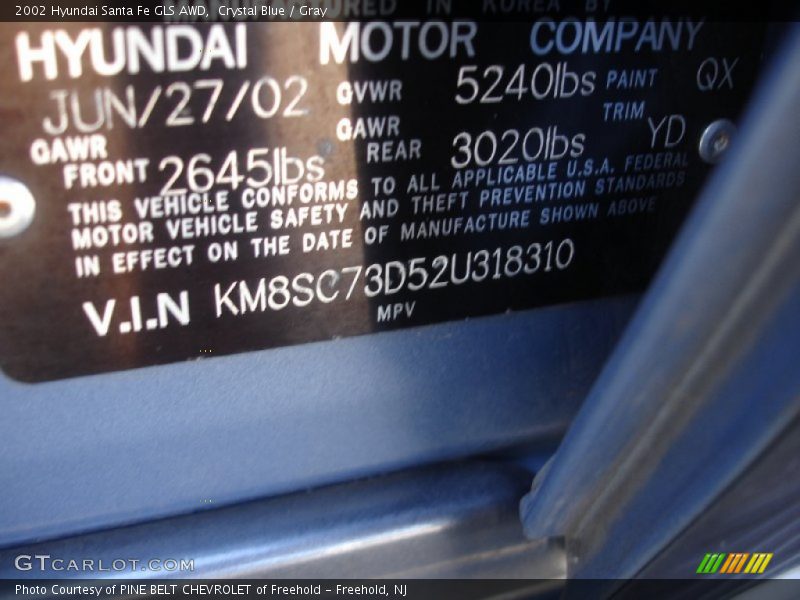 2002 Hyundai Santa Fe GLS AWD, Crystal Blue / Gray
IN KOREA BY
HYUNDAI MOTOR COMPANY
JUN/27/02 GVWR 5240lbs PAINT QX
GAWR REAR 3020lbs TRIM YD
GAWR FRONT 2645lbs
THIS VEHICLE CONFORMS TO ALL APPLICABLE U.S.A. FEDERAL
MOTOR VEHICLE SAFETY AND THEFT PREVENTION STANDARDS
IN EFFECT ON THE DATE OF MANUFACTURE SHOWN ABOVE
V.I.N KM8SC73D52U318310
MPV
GTCARLOT.COM
Photo Courtesy of PINE BELT CHEVROLET of Freehold - Freehold, NJ